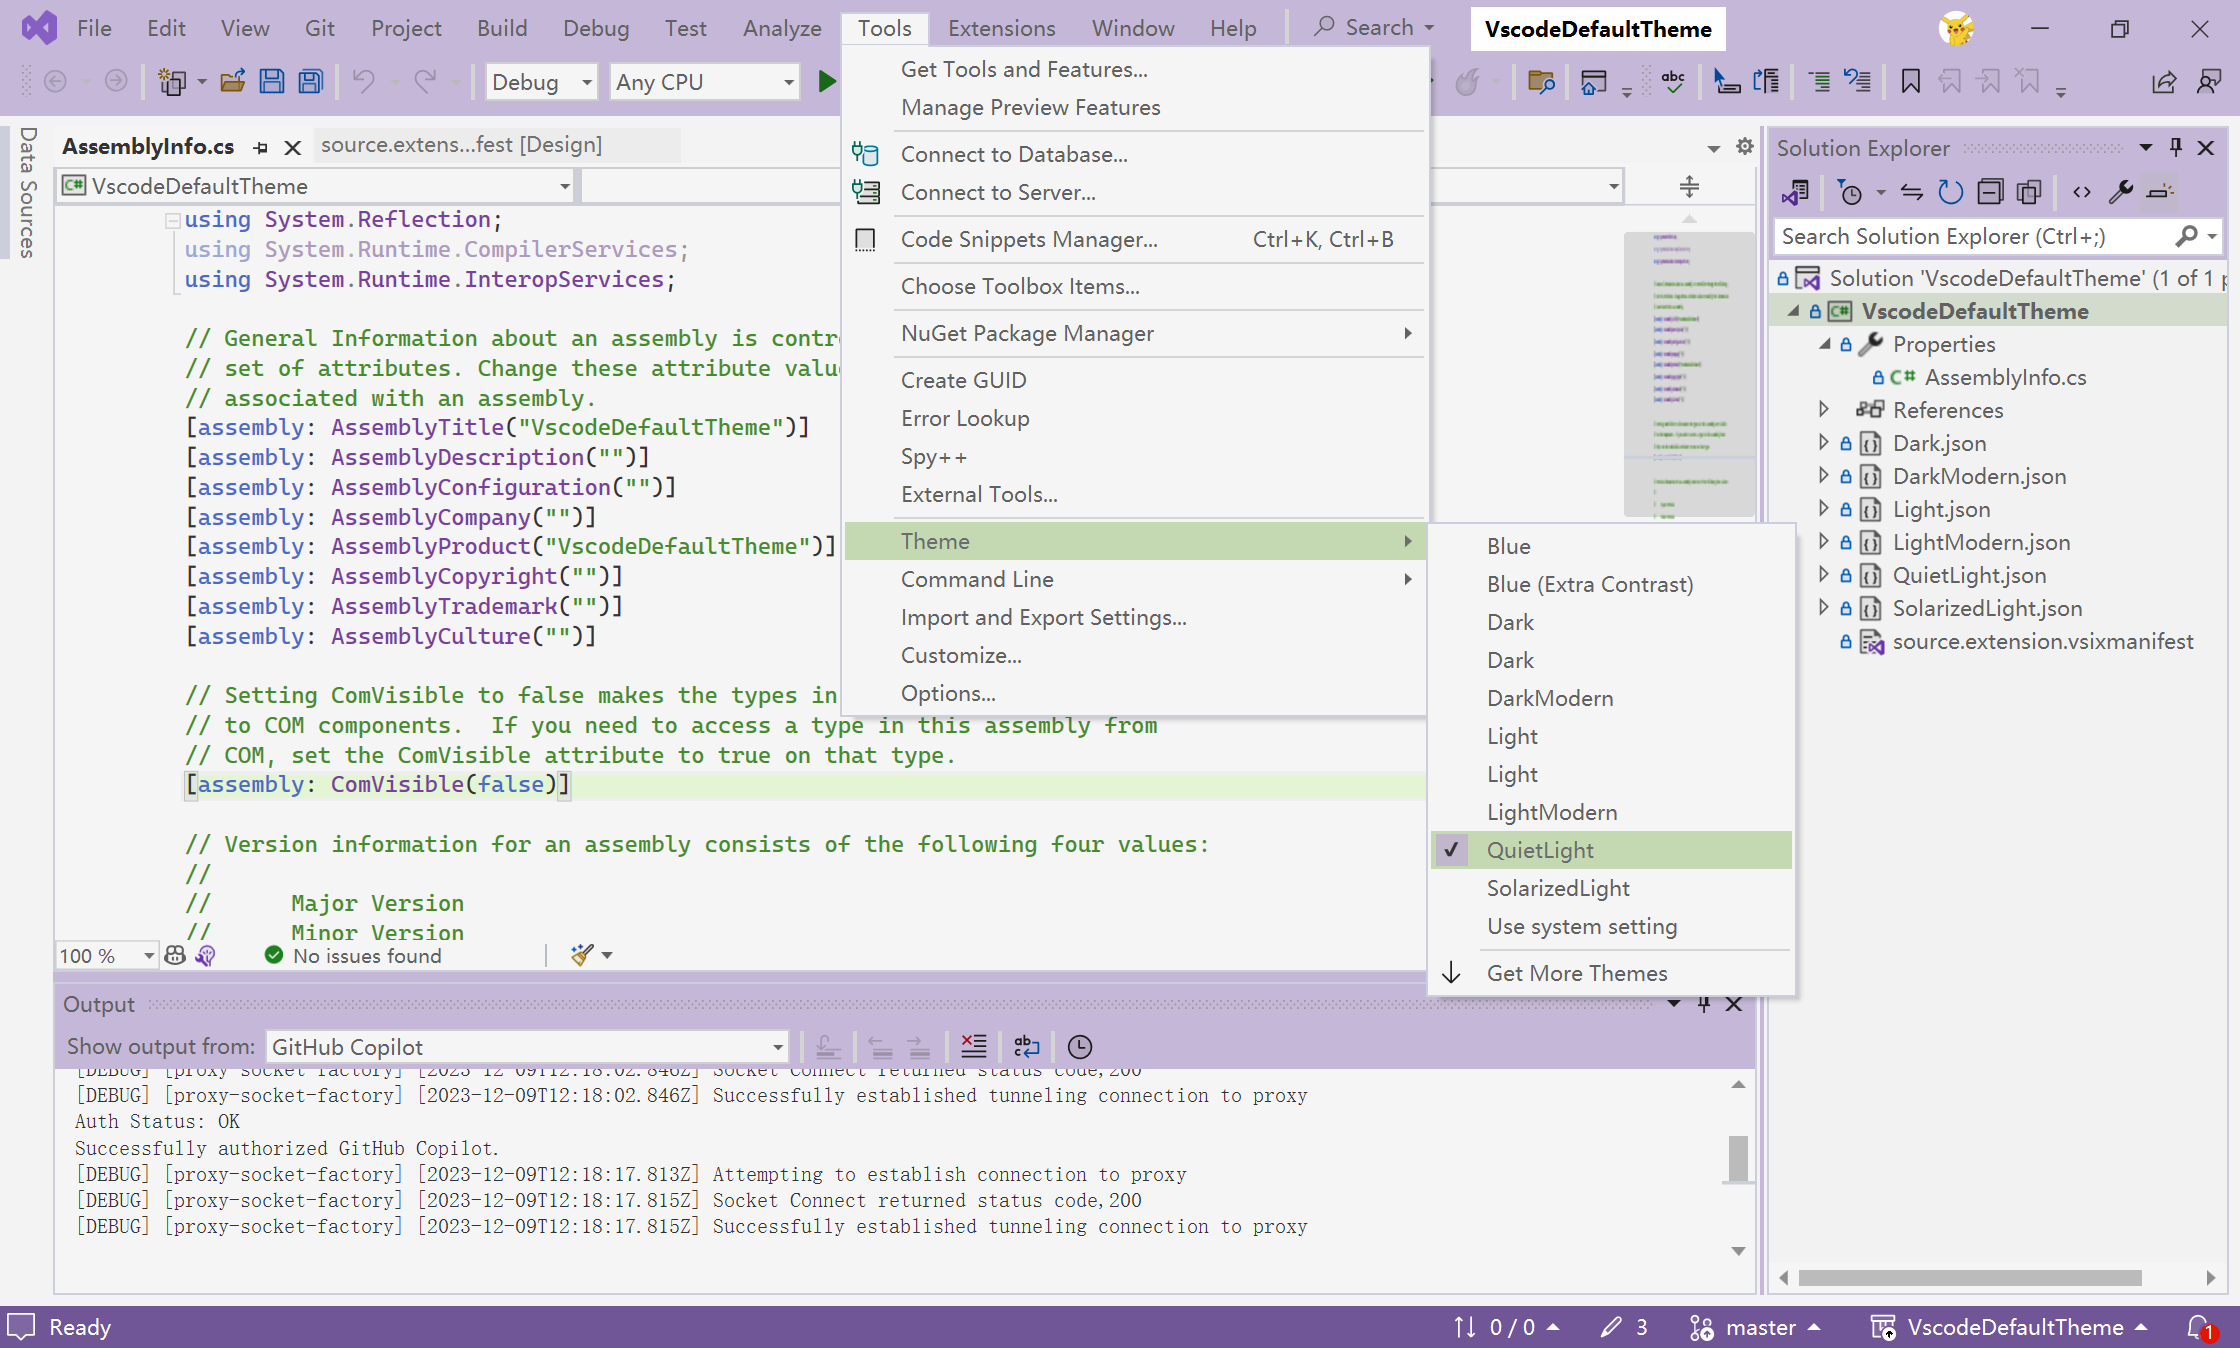 File Edit View Git Project Build Debug Test Analyze Tools Extensions Window Help Search VscodeDefaultTheme
Debug Any CPU abc
Data Sources
AssemblyInfo.cs source.extens...fest [Design]
C# VscodeDefaultTheme
using System.Reflection;
using System.Runtime.CompilerServices;
using System.Runtime.InteropServices;
// General Information about an assembly is contr
// set of attributes. Change these attribute valu
// associated with an assembly.
[assembly: AssemblyTitle("VscodeDefaultTheme")]
[assembly: AssemblyDescription("")]
[assembly: AssemblyConfiguration("")]
[assembly: AssemblyCompany("")]
[assembly: AssemblyProduct("VscodeDefaultTheme")]
[assembly: AssemblyCopyright("")]
[assembly: AssemblyTrademark("")]
[assembly: AssemblyCulture("")]
// Setting ComVisible to false makes the types in
// to COM components.  If you need to access a type in this assembly from
// COM, set the ComVisible attribute to true on that type.
[assembly: ComVisible(false)]
// Version information for an assembly consists of the following four values:
//
//      Major Version
//      Minor Version
100 % No issues found
Get Tools and Features...
Manage Preview Features
Connect to Database...
Connect to Server...
Code Snippets Manager... Ctrl+K, Ctrl+B
Choose Toolbox Items...
NuGet Package Manager
Create GUID
Error Lookup
Spy++
External Tools...
Theme
Command Line
Import and Export Settings...
Customize...
Options...
Blue
Blue (Extra Contrast)
Dark
Dark
DarkModern
Light
Light
LightModern
QuietLight
SolarizedLight
Use system setting
Get More Themes
Solution Explorer
Search Solution Explorer (Ctrl+;)
Solution 'VscodeDefaultTheme' (1 of 1 p
C# VscodeDefaultTheme
Properties
C# AssemblyInfo.cs
References
Dark.json
DarkModern.json
Light.json
LightModern.json
QuietLight.json
SolarizedLight.json
source.extension.vsixmanifest
Output
Show output from: GitHub Copilot
[DEBUG] [proxy-socket-factory] [2023-12-09T12:18:02.846Z] Socket Connect returned status code,200
[DEBUG] [proxy-socket-factory] [2023-12-09T12:18:02.846Z] Successfully established tunneling connection to proxy
Auth Status: OK
Successfully authorized GitHub Copilot.
[DEBUG] [proxy-socket-factory] [2023-12-09T12:18:17.813Z] Attempting to establish connection to proxy
[DEBUG] [proxy-socket-factory] [2023-12-09T12:18:17.815Z] Socket Connect returned status code,200
[DEBUG] [proxy-socket-factory] [2023-12-09T12:18:17.815Z] Successfully established tunneling connection to proxy
Ready 0 / 0 3 master VscodeDefaultTheme 1